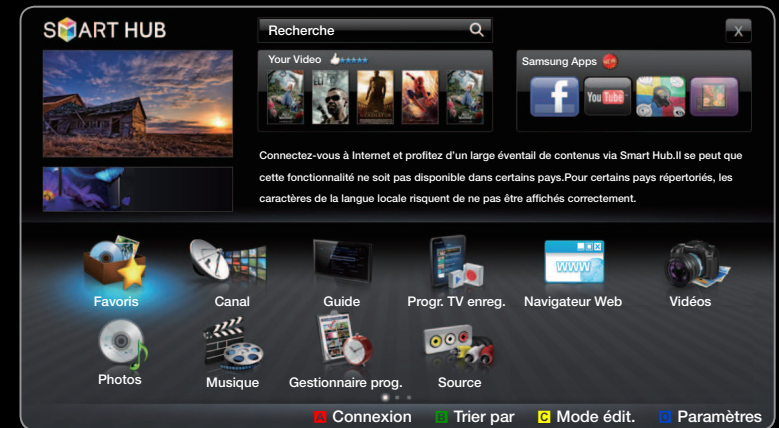 SMART HUB
Recherche
X
Your Video
Samsung Apps
ELI
f
You Tube
Connectez-vous à Internet et profitez d'un large éventail de contenus via Smart Hub.Il se peut que
cette fonctionnalité ne soit pas disponible dans certains pays.Pour certains pays répertoriés, les
caractères de la langue locale risquent de ne pas être affichés correctement.
www
Favoris
Canal
Guide
Progr. TV enreg.
Navigateur Web
Vidéos
Photos
Musique
Gestionnaire prog.
Source
A Connexion
B Trier par
C Mode édit.
D Paramètres